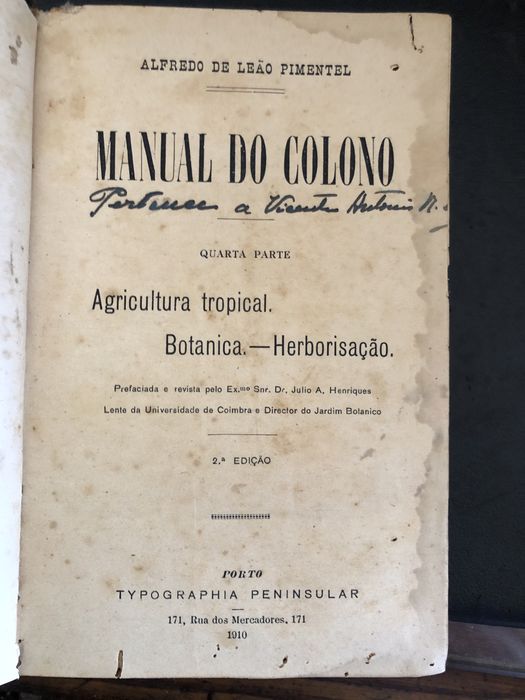 ALFREDO DE LEÃO PIMENTEL
MANUAL DO COLONO
Pertence a Vicente Antonio N.
QUARTA PARTE
Agricultura tropical.
Botanica.—Herborisação.
Prefaciada e revista pelo Ex.mo Snr. Dr. Julio A. Henriques
Lente da Universidade de Coimbra e Director do Jardim Botanico
2.ª EDIÇÃO
PORTO
TYPOGRAPHIA PENINSULAR
171, Rua dos Mercadores, 171
1910